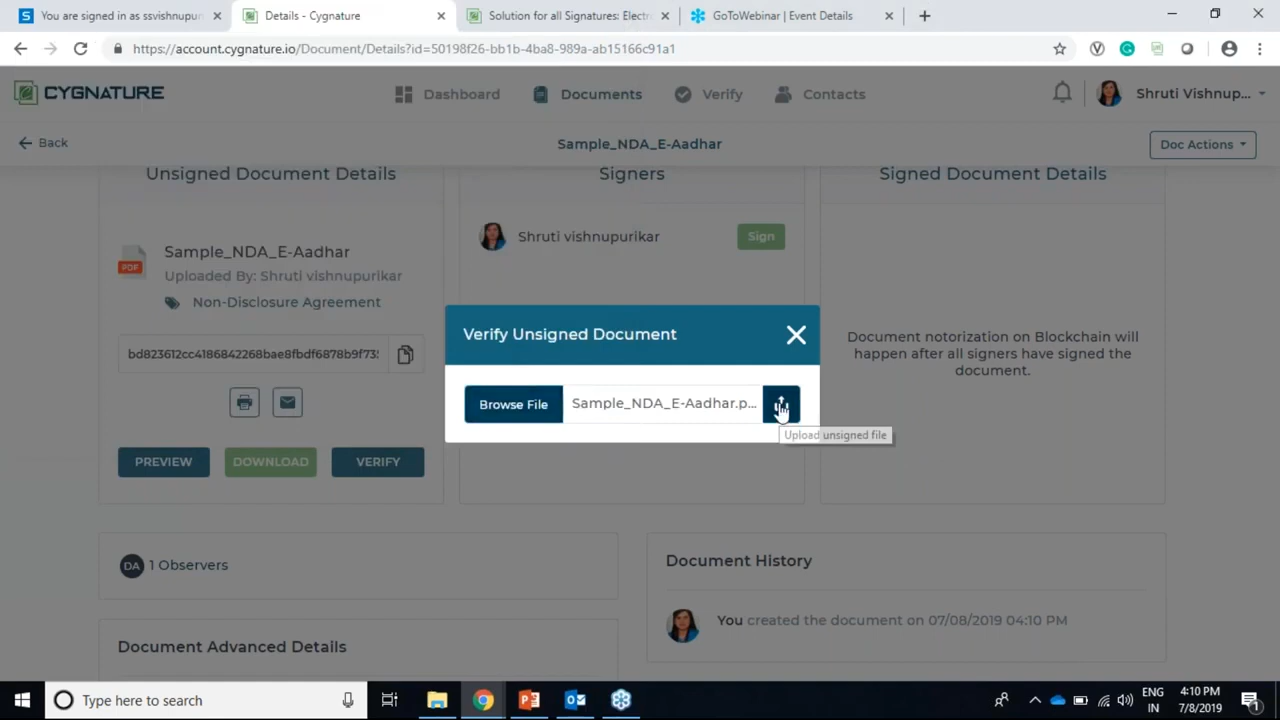 You are signed in as ssvishnupur
Details - Cygnature
Solution for all Signatures: Electr
GoToWebinar | Event Details
https://account.cygnature.io/Document/Details?id=50198f26-bb1b-4ba8-989a-ab15166c91a1
CYGNATURE
Dashboard
Documents
Verify
Contacts
Shruti Vishnup...
Back
Sample_NDA_E-Aadhar
Doc Actions
Unsigned Document Details
Signers
Signed Document Details
PDF
Sample_NDA_E-Aadhar
Uploaded By: Shruti vishnupurikar
Non-Disclosure Agreement
Shruti vishnupurikar
Sign
Document notorization on Blockchain will
happen after all signers have signed the
document.
Verify Unsigned Document
Browse File
Sample_NDA_E-Aadhar.p...
Upload unsigned file
bd823612cc4186842268bae8fbdf6878b9f73
PREVIEW
DOWNLOAD
VERIFY
DA
1 Observers
Document History
You created the document on 07/08/2019 04:10 PM
Document Advanced Details
Type here to search
ENG
IN
4:10 PM
7/8/2019
1